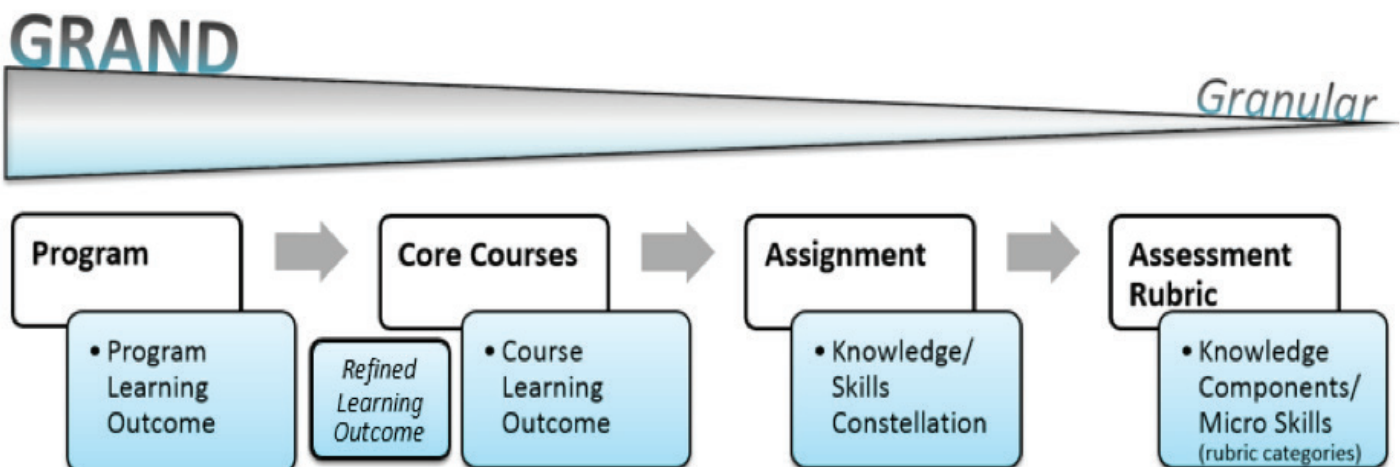 GRAND
Granular
Program
• Program
Learning
Outcome
Refined
Learning
Outcome
Core Courses
• Course
Learning
Outcome
Assignment
• Knowledge/
Skills
Constellation
Assessment
Rubric
• Knowledge
Components/
Micro Skills
(rubric categories)